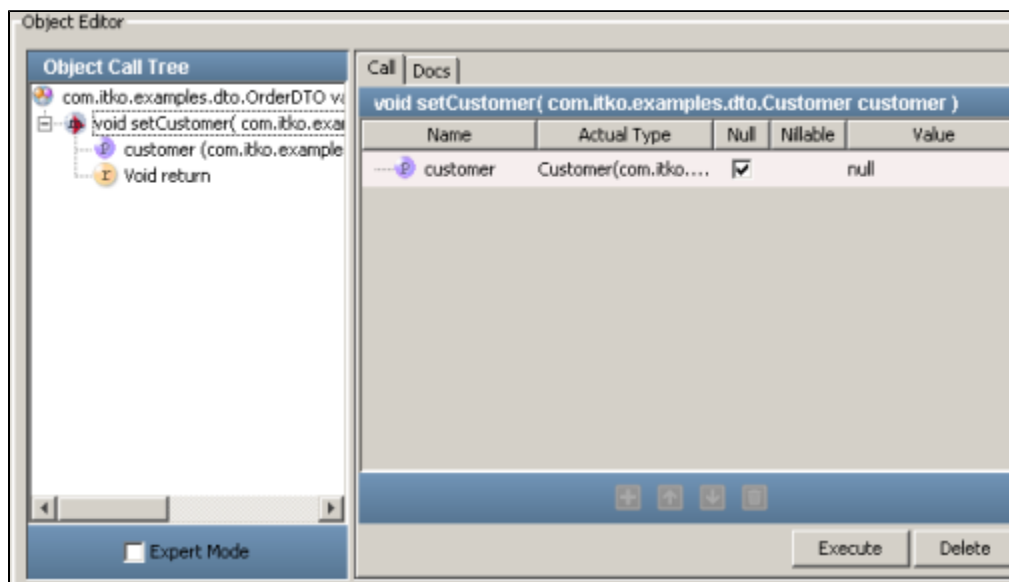 Object Editor
Object Call Tree
com.itko.examples.dto.OrderDTO
void setCustomer( com.itko.exa
customer (com.itko.example
Void return
Expert Mode
Call Docs
void setCustomer( com.itko.examples.dto.Customer customer )
Name Actual Type Null Nillable Value
customer Customer(com.itko.... null
Execute Delete